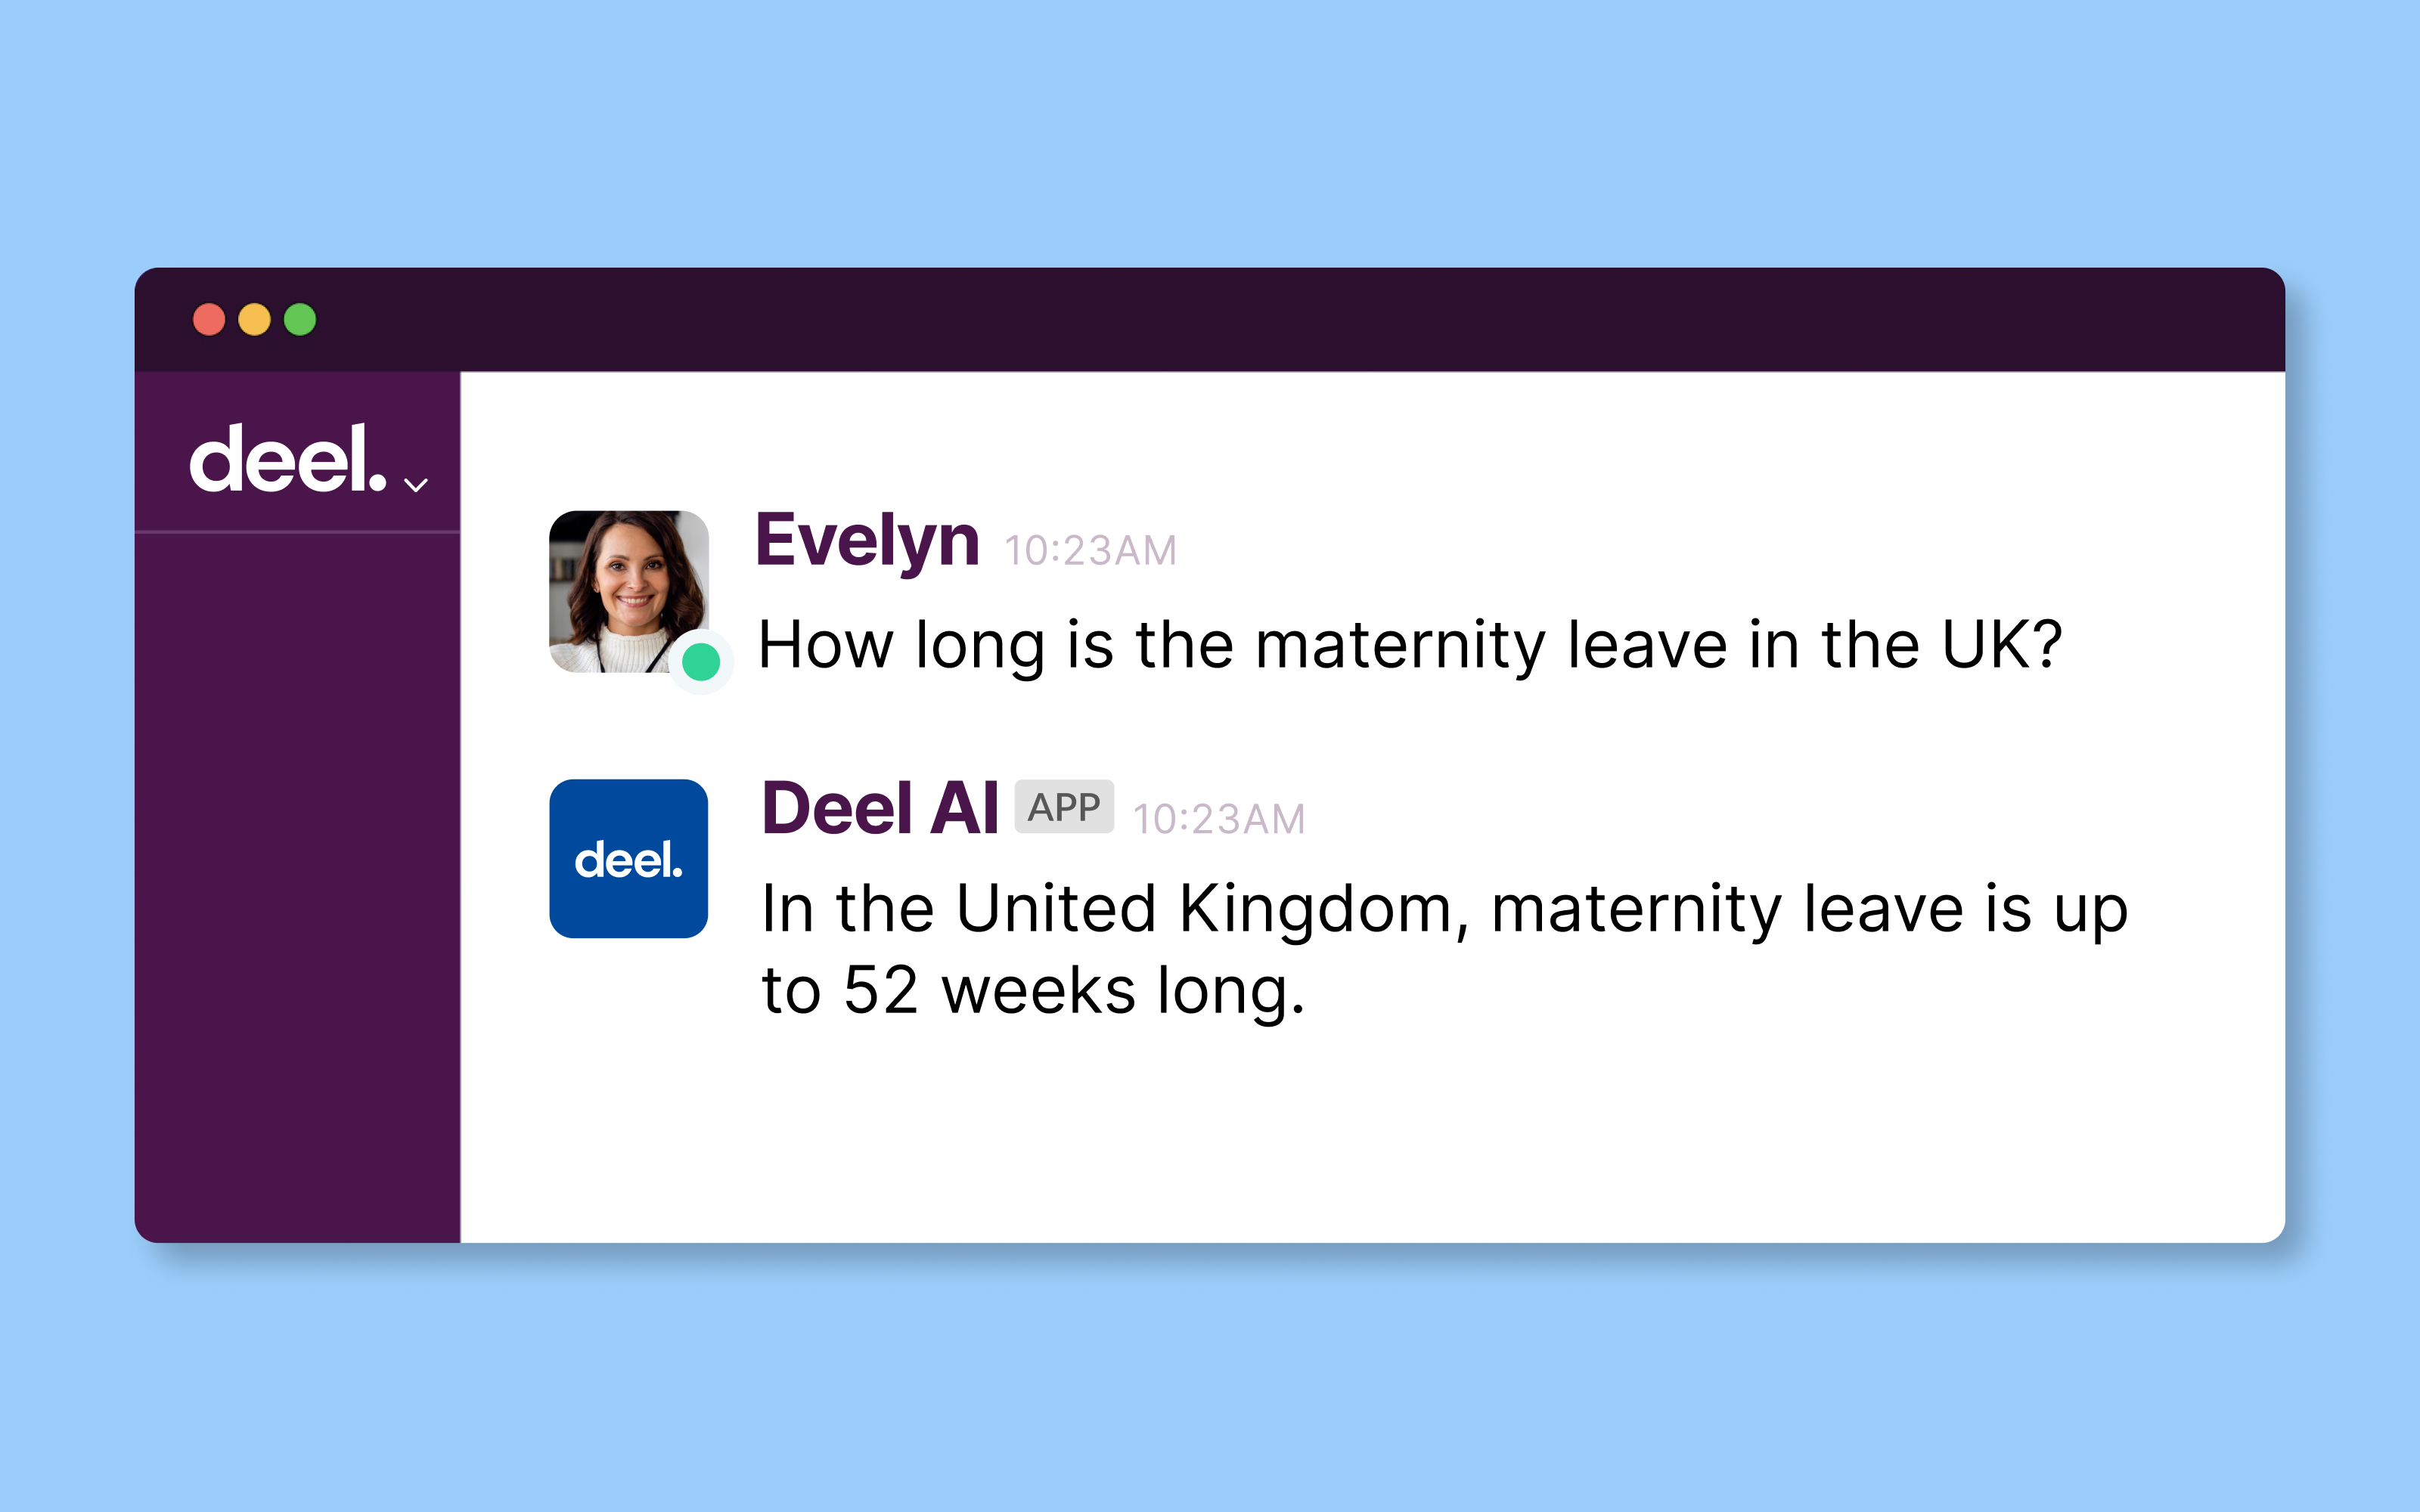 deel.
Evelyn 10:23AM
How long is the maternity leave in the UK?
deel.
Deel AI APP 10:23AM
In the United Kingdom, maternity leave is up
to 52 weeks long.